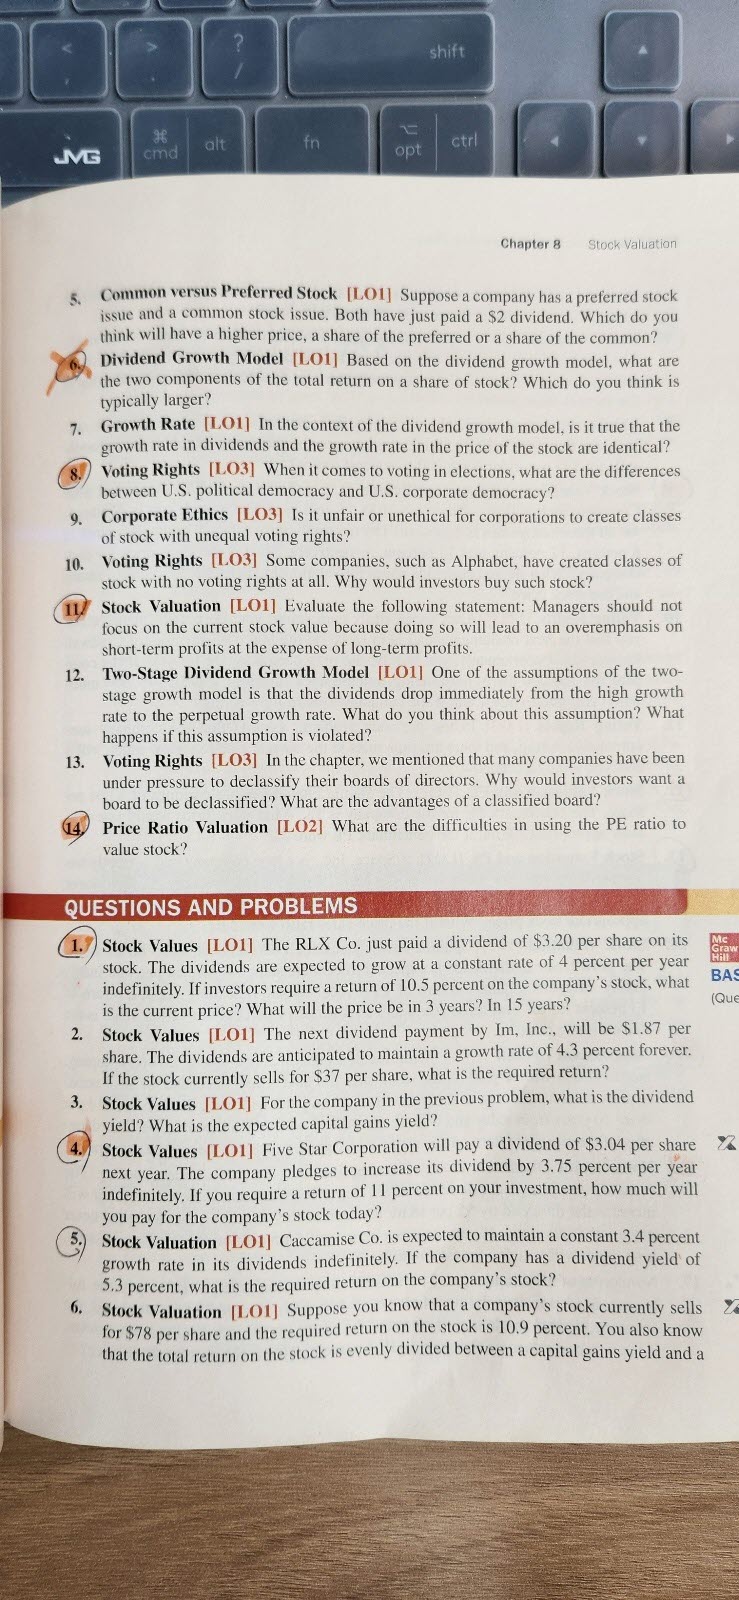 <
,
>
.
?
/
shift
▲
JMG
⌘
cmd
alt
fn
⌥
opt
ctrl
◄
▼
►
Chapter 8 Stock Valuation
5. Common versus Preferred Stock [LO1] Suppose a company has a preferred stock
issue and a common stock issue. Both have just paid a $2 dividend. Which do you
think will have a higher price, a share of the preferred or a share of the common?
6. Dividend Growth Model [LO1] Based on the dividend growth model, what are
the two components of the total return on a share of stock? Which do you think is
typically larger?
7. Growth Rate [LO1] In the context of the dividend growth model, is it true that the
growth rate in dividends and the growth rate in the price of the stock are identical?
8. Voting Rights [LO3] When it comes to voting in elections, what are the differences
between U.S. political democracy and U.S. corporate democracy?
9. Corporate Ethics [LO3] Is it unfair or unethical for corporations to create classes
of stock with unequal voting rights?
10. Voting Rights [LO3] Some companies, such as Alphabet, have created classes of
stock with no voting rights at all. Why would investors buy such stock?
11. Stock Valuation [LO1] Evaluate the following statement: Managers should not
focus on the current stock value because doing so will lead to an overemphasis on
short-term profits at the expense of long-term profits.
12. Two-Stage Dividend Growth Model [LO1] One of the assumptions of the two-
stage growth model is that the dividends drop immediately from the high growth
rate to the perpetual growth rate. What do you think about this assumption? What
happens if this assumption is violated?
13. Voting Rights [LO3] In the chapter, we mentioned that many companies have been
under pressure to declassify their boards of directors. Why would investors want a
board to be declassified? What are the advantages of a classified board?
14. Price Ratio Valuation [LO2] What are the difficulties in using the PE ratio to
value stock?
QUESTIONS AND PROBLEMS
1. Stock Values [LO1] The RLX Co. just paid a dividend of $3.20 per share on its
stock. The dividends are expected to grow at a constant rate of 4 percent per year
indefinitely. If investors require a return of 10.5 percent on the company's stock, what
is the current price? What will the price be in 3 years? In 15 years?
Mc
Graw
Hill
BAS
(Que
2. Stock Values [LO1] The next dividend payment by Im, Inc., will be $1.87 per
share. The dividends are anticipated to maintain a growth rate of 4.3 percent forever.
If the stock currently sells for $37 per share, what is the required return?
3. Stock Values [LO1] For the company in the previous problem, what is the dividend
yield? What is the expected capital gains yield?
4. Stock Values [LO1] Five Star Corporation will pay a dividend of $3.04 per share
next year. The company pledges to increase its dividend by 3.75 percent per year
indefinitely. If you require a return of 11 percent on your investment, how much will
you pay for the company's stock today?
5. Stock Valuation [LO1] Caccamise Co. is expected to maintain a constant 3.4 percent
growth rate in its dividends indefinitely. If the company has a dividend yield of
5.3 percent, what is the required return on the company's stock?
6. Stock Valuation [LO1] Suppose you know that a company's stock currently sells
for $78 per share and the required return on the stock is 10.9 percent. You also know
that the total return on the stock is evenly divided between a capital gains yield and a